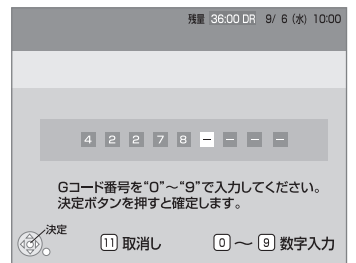 残量 36:00 DR 9/ 6 (水) 10:00
4 2 2 7 8 - - - -
Gコード番号を“0”～“9”で入力してください。
決定ボタンを押すと確定します。
決定
11 取消し 0 ～ 9 数字入力